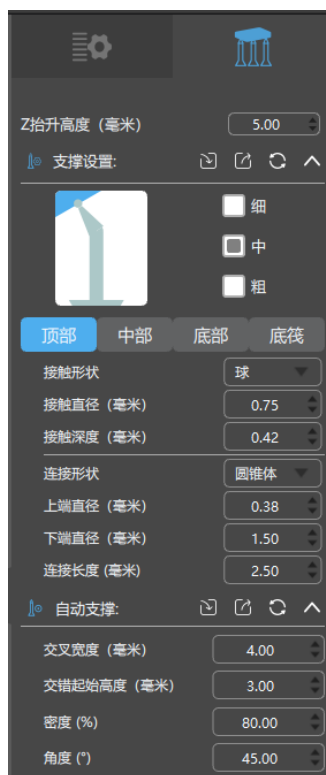 Z抬升高度（毫米） 5.00
支撑设置:
细
中
粗
顶部 中部 底部 底筏
接触形状 球
接触直径（毫米） 0.75
接触深度（毫米） 0.42
连接形状 圆锥体
上端直径（毫米） 0.38
下端直径（毫米） 1.50
连接长度 (毫米) 2.50
自动支撑:
交叉宽度（毫米） 4.00
交错起始高度（毫米） 3.00
密度 (%) 80.00
角度 (°) 45.00